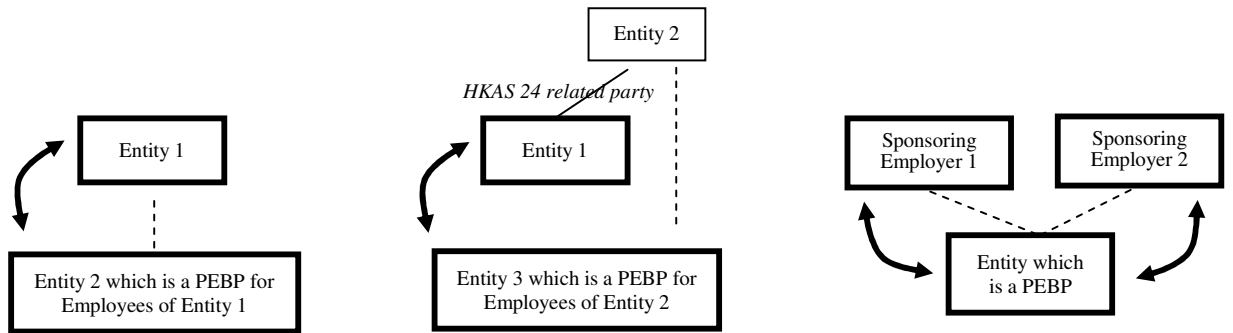 Entity 1
Entity 2 which is a PEBP for
Employees of Entity 1
Entity 2
HKAS 24 related party
Entity 1
Entity 3 which is a PEBP for
Employees of Entity 2
Sponsoring
Employer 1
Sponsoring
Employer 2
Entity which
is a PEBP